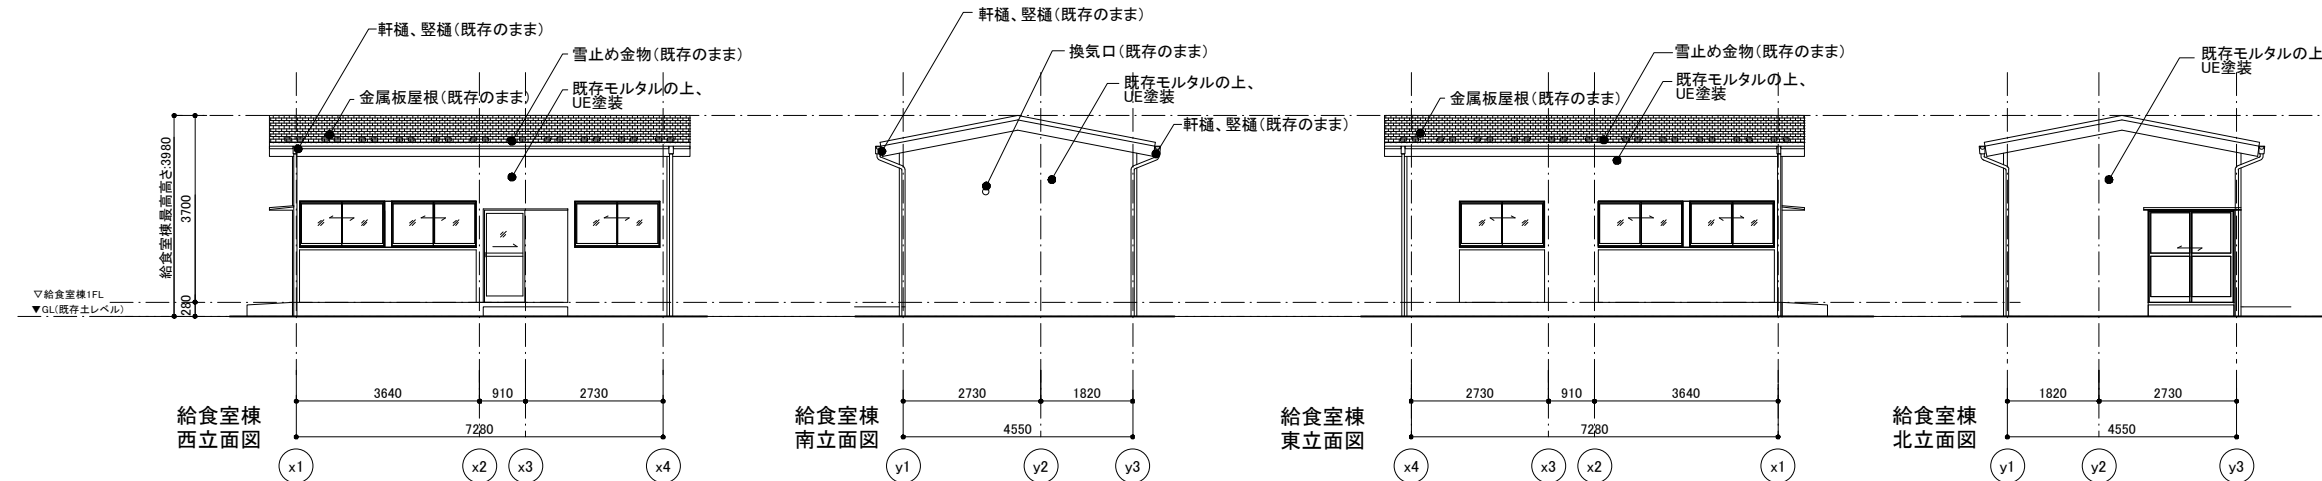 軒樋、竪樋(既存のまま)
雪止め金物(既存のまま)
既存モルタルの上、
UE塗装
金属板屋根(既存のまま)
給食室棟最高高さ3980
3700
280
▽給食室棟1FL
▼GL(既存土レベル)
3640
910
2730
7280
給食室棟
西立面図
x1
x2
x3
x4
軒樋、竪樋(既存のまま)
換気口(既存のまま)
既存モルタルの上、
UE塗装
軒樋、竪樋(既存のまま)
2730
1820
4550
給食室棟
南立面図
y1
y2
y3
雪止め金物(既存のまま)
既存モルタルの上、
UE塗装
金属板屋根(既存のまま)
2730
910
3640
7280
給食室棟
東立面図
x4
x3
x2
x1
既存モルタルの上
UE塗装
1820
2730
4550
給食室棟
北立面図
y1
y2
y3